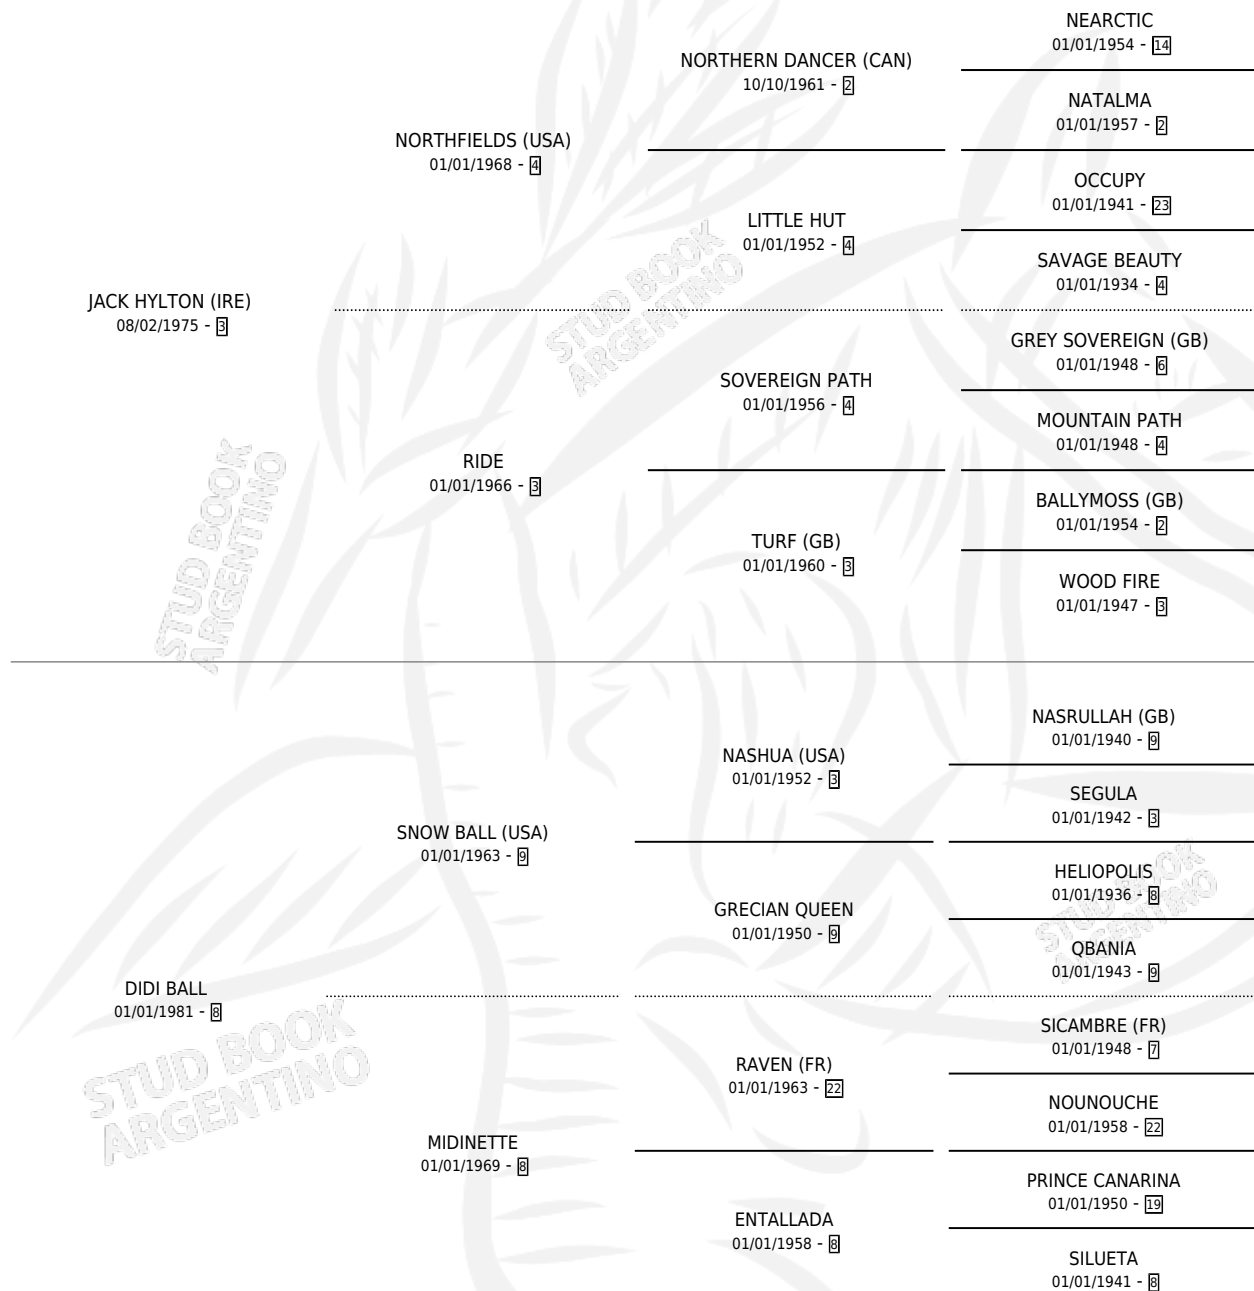 NEARCTIC
01/01/1954 - 14
NORTHERN DANCER (CAN)
10/10/1961 - 2
NATALMA
01/01/1957 - 2
NORTHFIELDS (USA)
01/01/1968 - 4
OCCUPY
01/01/1941 - 23
LITTLE HUT
01/01/1952 - 4
SAVAGE BEAUTY
01/01/1934 - 4
JACK HYLTON (IRE)
08/02/1975 - 3
GREY SOVEREIGN (GB)
01/01/1948 - 6
SOVEREIGN PATH
01/01/1956 - 4
MOUNTAIN PATH
01/01/1948 - 4
RIDE
01/01/1966 - 3
BALLYMOSS (GB)
01/01/1954 - 2
TURF (GB)
01/01/1960 - 3
WOOD FIRE
01/01/1947 - 3
NASRULLAH (GB)
01/01/1940 - 9
NASHUA (USA)
01/01/1952 - 3
SEGULA
01/01/1942 - 3
SNOW BALL (USA)
01/01/1963 - 9
HELIOPOLIS
01/01/1936 - 8
GRECIAN QUEEN
01/01/1950 - 9
QBANIA
01/01/1943 - 9
DIDI BALL
01/01/1981 - 8
SICAMBRE (FR)
01/01/1948 - 7
RAVEN (FR)
01/01/1963 - 22
NOUNOUCHE
01/01/1958 - 22
MIDINETTE
01/01/1969 - 8
PRINCE CANARINA
01/01/1950 - 19
ENTALLADA
01/01/1958 - 8
SILUETA
01/01/1941 - 8
STUD BOOK
ARGENTINO
STUD BOOK
ARGENTINO
STUD BOOK
ARGENTINO
STUD BOOK
ARGENTINO